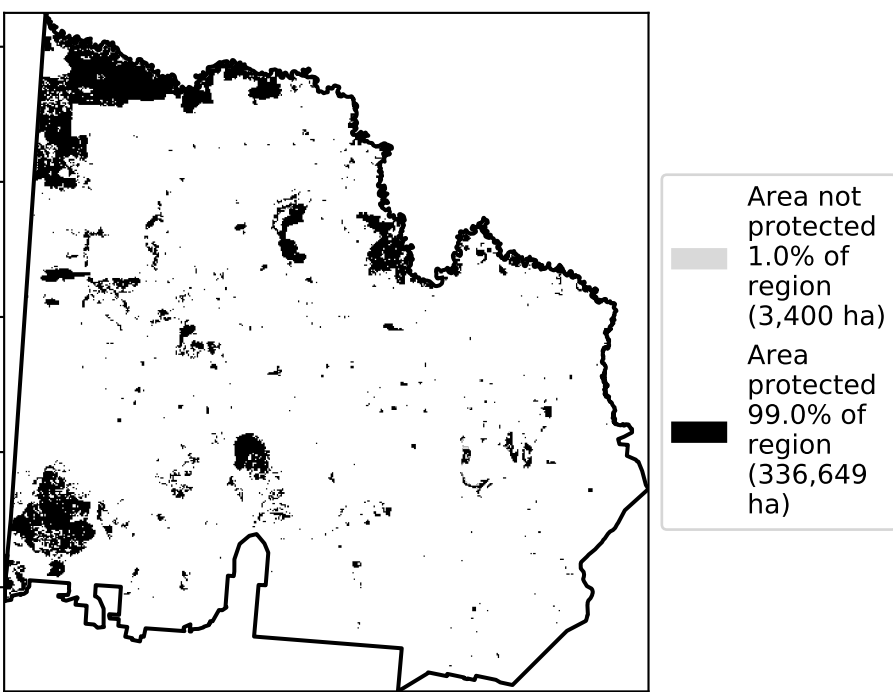 Area not
protected
1.0% of
region
(3,400 ha)
Area
protected
99.0% of
region
(336,649
ha)